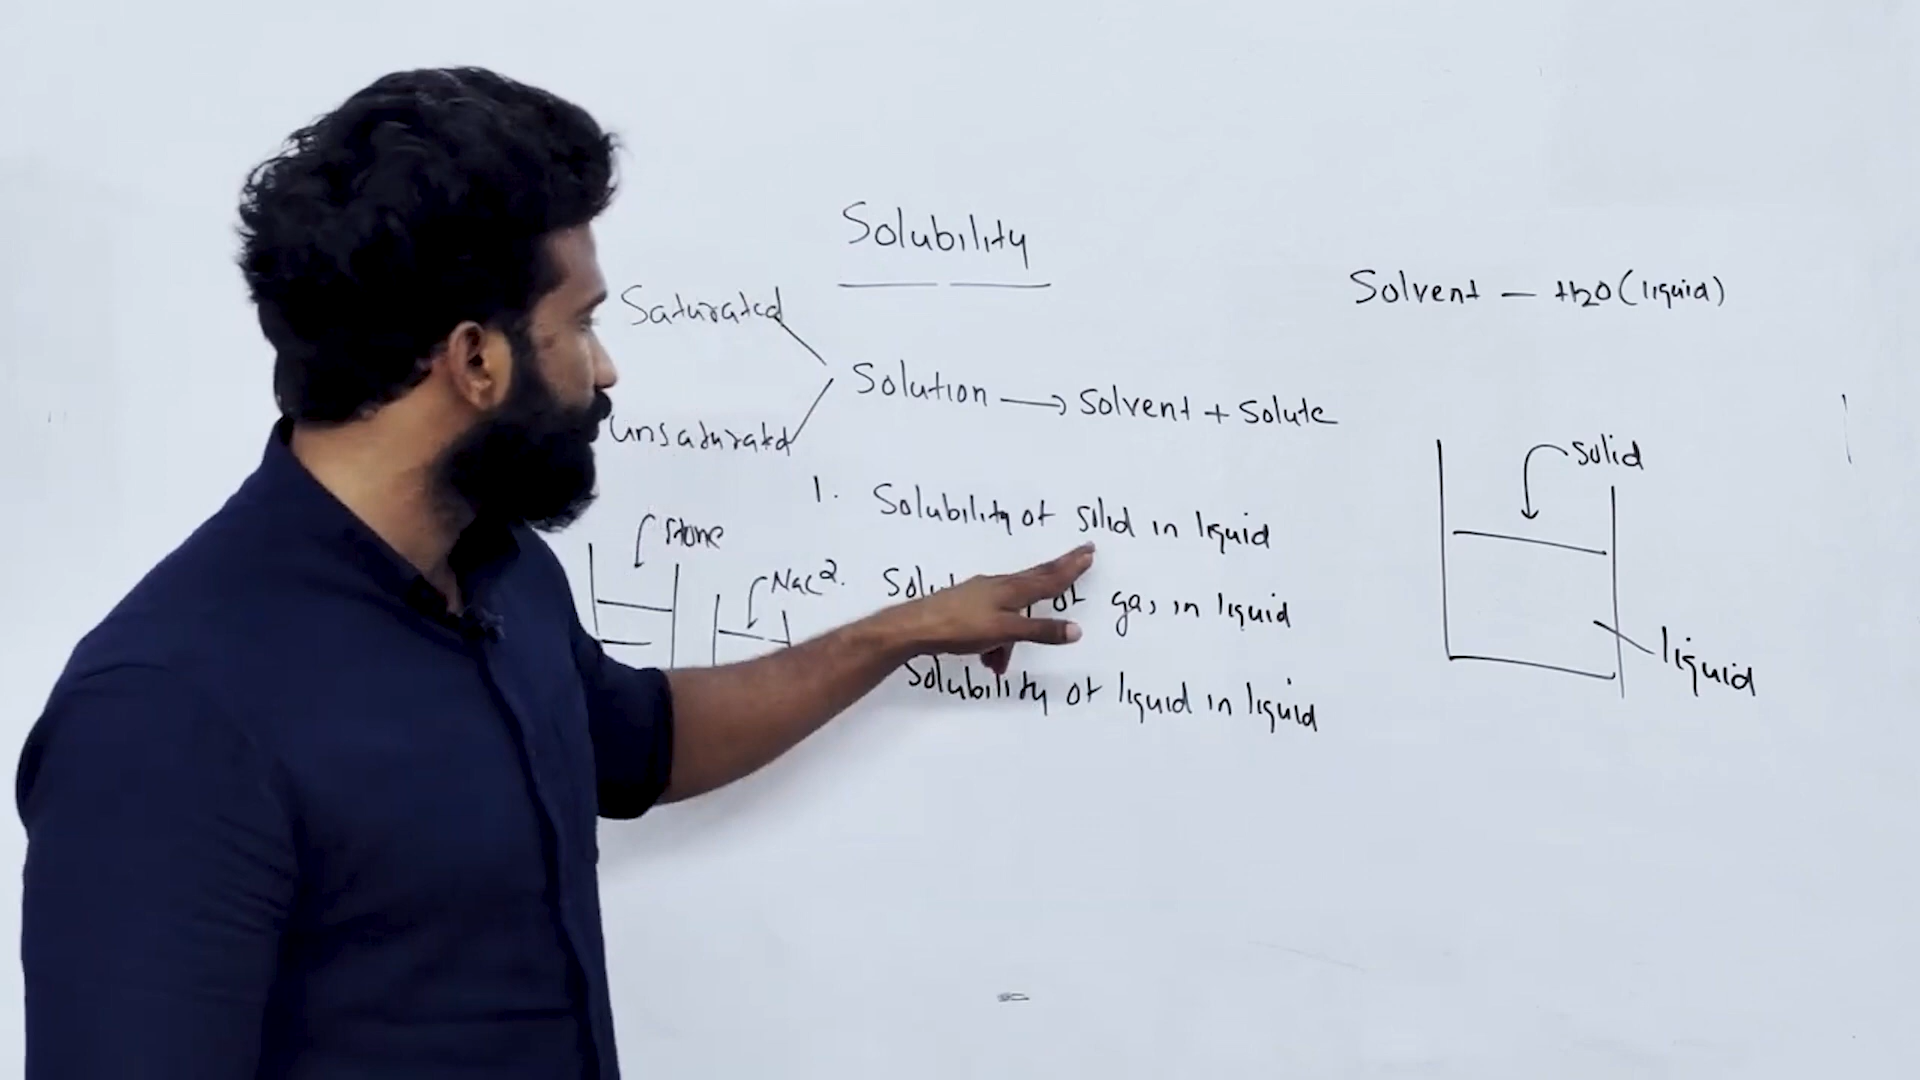 Solubility
Solvent — H2O (liquid)
Saturated
Solution → Solvent + Solute
Unsaturated
Solid
1. Solubility of solid in liquid
Stone
NaCl
2. of gas in liquid
liquid
Solubility of liquid in liquid